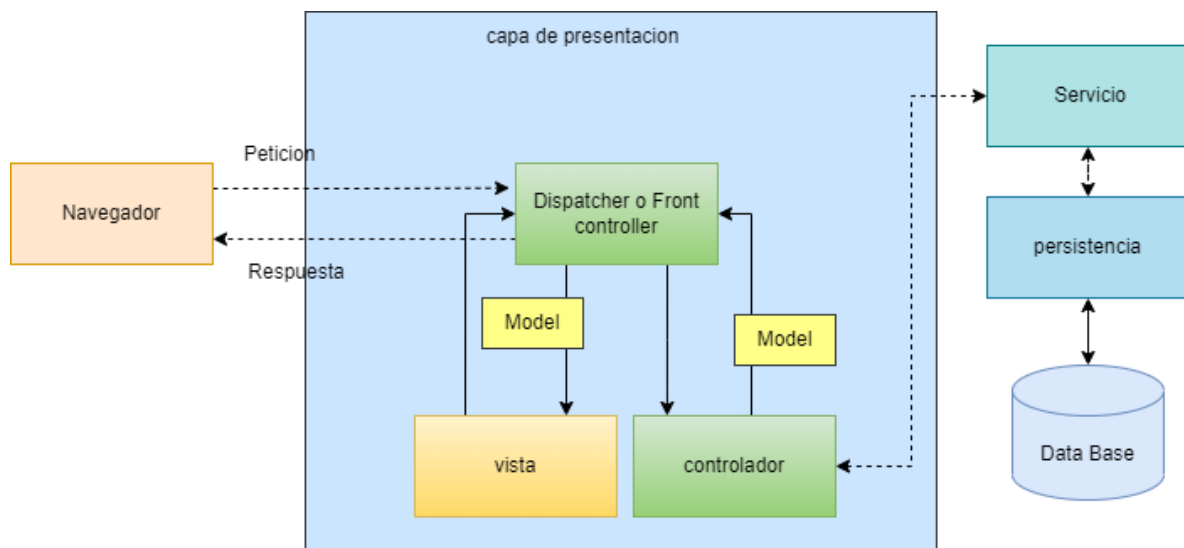 capa de presentacion
Servicio
Peticion
Navegador
Dispatcher o Front
controller
persistencia
Respuesta
Model
Model
vista
controlador
Data Base